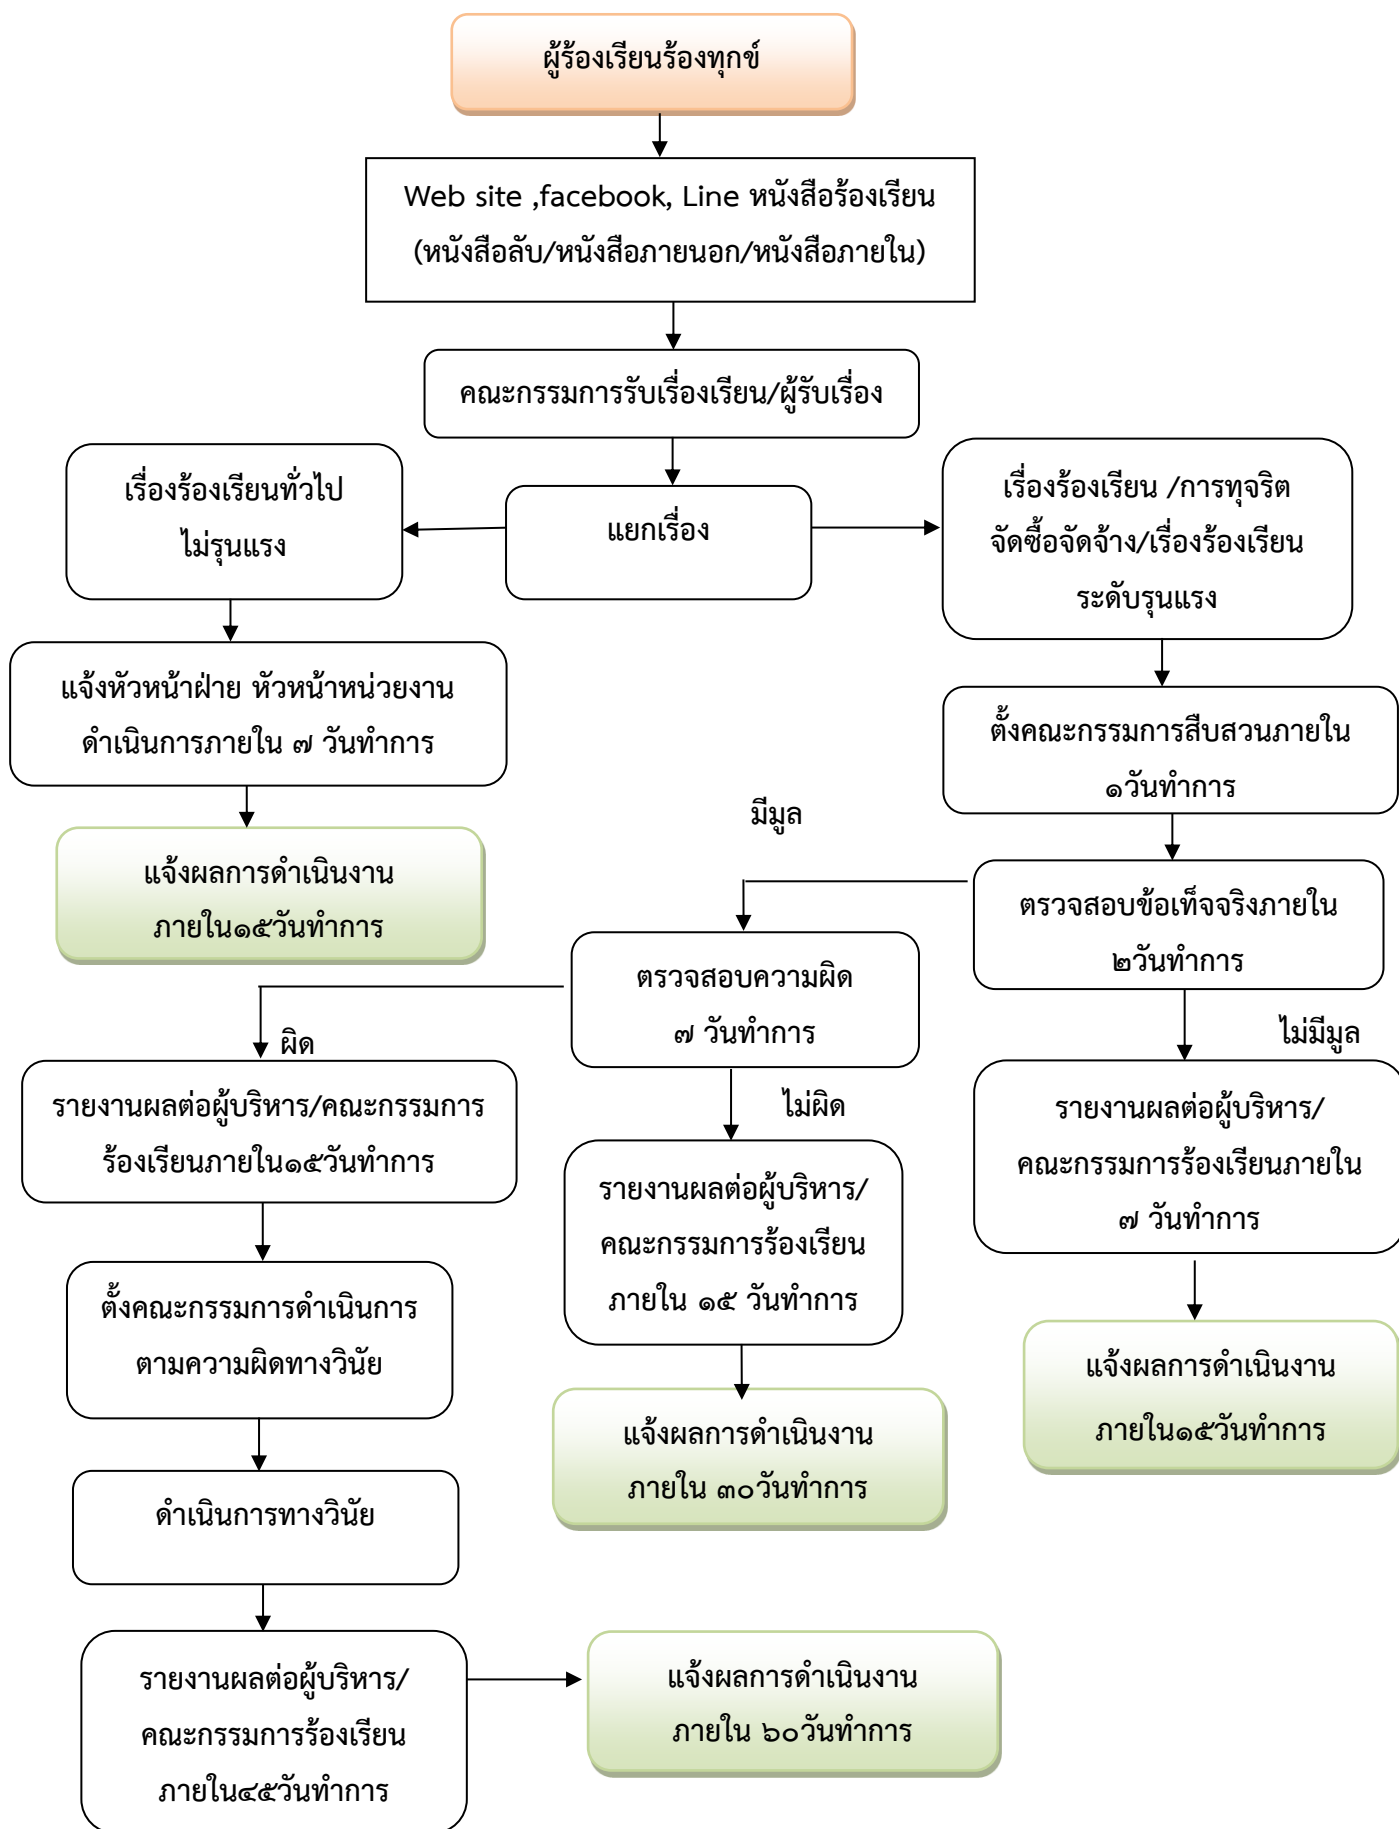 ผู้ร้องเรียนร้องทุกข์
Web site ,facebook, Line หนังสือร้องเรียน
(หนังสือลับ/หนังสือภายนอก/หนังสือภายใน)
คณะกรรมการรับเรื่องเรียน/ผู้รับเรื่อง
แยกเรื่อง
เรื่องร้องเรียนทั่วไป
ไม่รุนแรง
แจ้งหัวหน้าฝ่าย หัวหน้าหน่วยงาน
ดำเนินการภายใน ๗ วันทำการ
แจ้งผลการดำเนินงาน
ภายใน๑๕วันทำการ
เรื่องร้องเรียน /การทุจริต
จัดซื้อจัดจ้าง/เรื่องร้องเรียน
ระดับรุนแรง
ตั้งคณะกรรมการสืบสวนภายใน
๑วันทำการ
ตรวจสอบข้อเท็จจริงภายใน
๒วันทำการ
มีมูล
ตรวจสอบความผิด
๗ วันทำการ
ไม่มีมูล
รายงานผลต่อผู้บริหาร/
คณะกรรมการร้องเรียนภายใน
๗ วันทำการ
แจ้งผลการดำเนินงาน
ภายใน๑๕วันทำการ
ไม่ผิด
รายงานผลต่อผู้บริหาร/
คณะกรรมการร้องเรียน
ภายใน ๑๕ วันทำการ
แจ้งผลการดำเนินงาน
ภายใน ๓๐วันทำการ
ผิด
รายงานผลต่อผู้บริหาร/คณะกรรมการ
ร้องเรียนภายใน๑๕วันทำการ
ตั้งคณะกรรมการดำเนินการ
ตามความผิดทางวินัย
ดำเนินการทางวินัย
รายงานผลต่อผู้บริหาร/
คณะกรรมการร้องเรียน
ภายใน๔๕วันทำการ
แจ้งผลการดำเนินงาน
ภายใน ๖๐วันทำการ